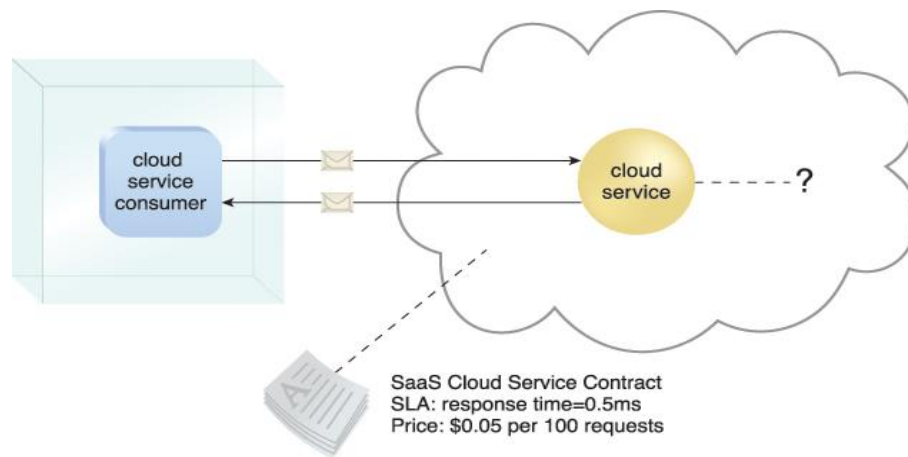 cloud
service
consumer
cloud
service
?
A
SaaS Cloud Service Contract
SLA: response time=0.5ms
Price: $0.05 per 100 requests